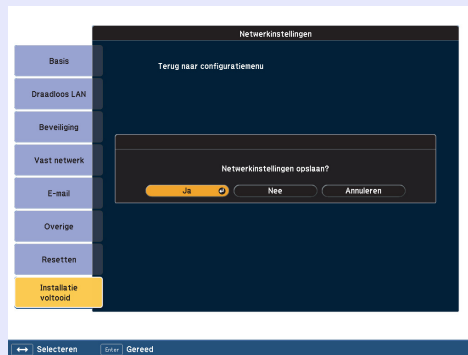 Netwerkinstellingen
Basis
Terug naar configuratiemenu
Draadloos LAN
Beveiliging
Vast netwerk
Netwerkinstellingen opslaan?
E-mail
Ja
Nee
Annuleren
Overige
Resetten
Installatie
voltooid
Selecteren
Enter
Gereed